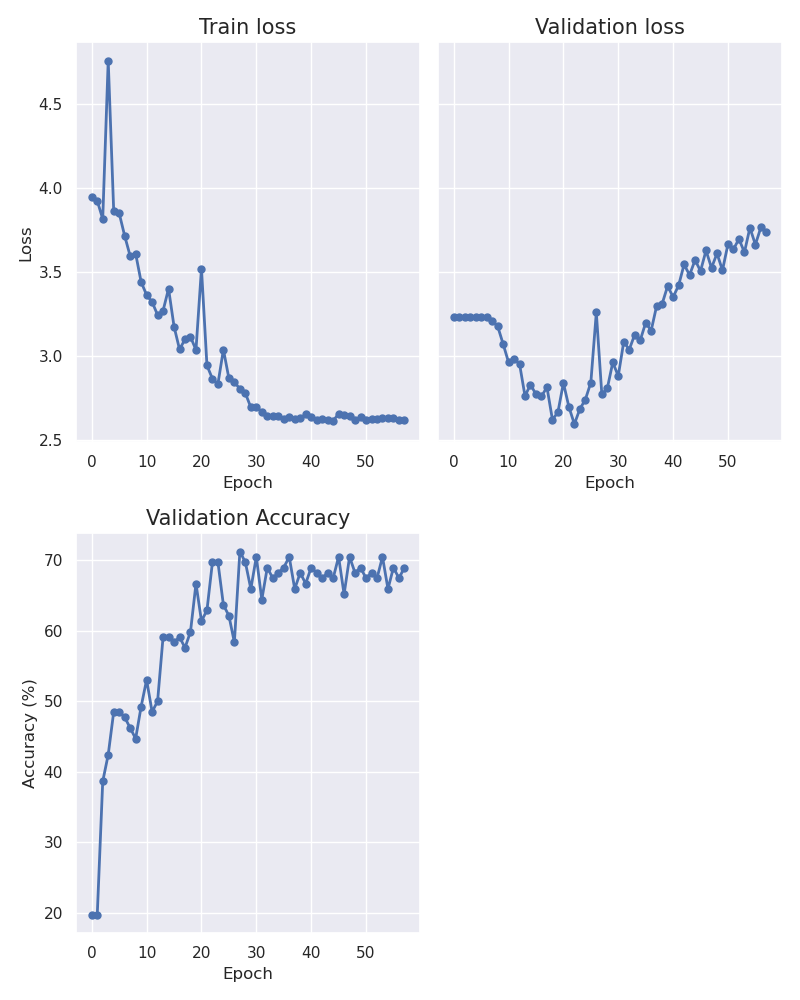 Train loss
Validation loss
Loss
4.5
4.0
3.5
3.0
2.5
0 10 20 30 40 50
0 10 20 30 40 50
Epoch
Epoch
Validation Accuracy
Accuracy (%)
70
60
50
40
30
20
0 10 20 30 40 50
Epoch